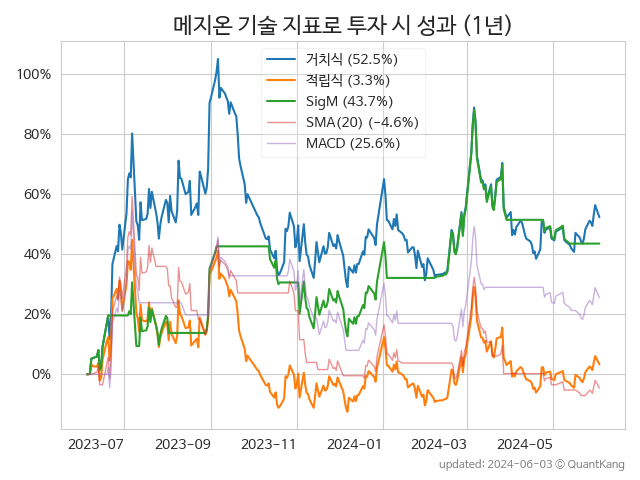 메지온 기술 지표로 투자 시 성과 (1년)
거치식 (52.5%)
적립식 (3.3%)
SigM (43.7%)
SMA(20) (-4.6%)
MACD (25.6%)
100%
80%
60%
40%
20%
0%
2023-07 2023-09 2023-11 2024-01 2024-03 2024-05
updated: 2024-06-03 © QuantKang